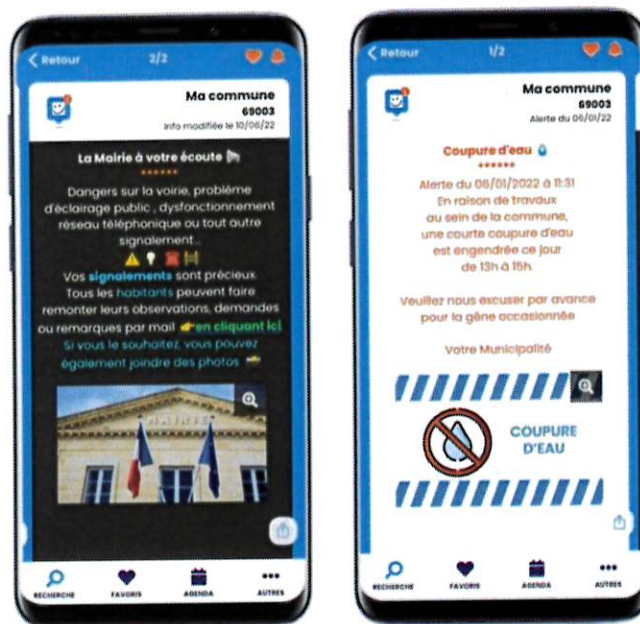 Retour 2/2
Ma commune
69003
Info modifiée le 10/06/22
La Mairie à votre écoute
******
Dangers sur la voirie, problème
d'éclairage public , dysfonctionnement
réseau téléphonique ou tout autre
signalement...
Vos signalements sont précieux.
Tous les habitants peuvent faire
remonter leurs observations, demandes
ou remarques par mail en cliquant ici
Si vous le souhaitez, vous pouvez
également joindre des photos
MAIRIE
RECHERCHE FAVORIS AGENDA AUTRES
Retour 1/2
Ma commune
69003
Alerte du 06/01/22
Coupure d'eau
******
Alerte du 06/01/2022 à 11:31
En raison de travaux
au sein de la commune,
une courte coupure d'eau
est engendrée ce jour
de 13h à 15h.
Veuillez nous excuser par avance
pour la gêne occasionnée
Votre Municipalité
COUPURE
D'EAU
RECHERCHE FAVORIS AGENDA AUTRES